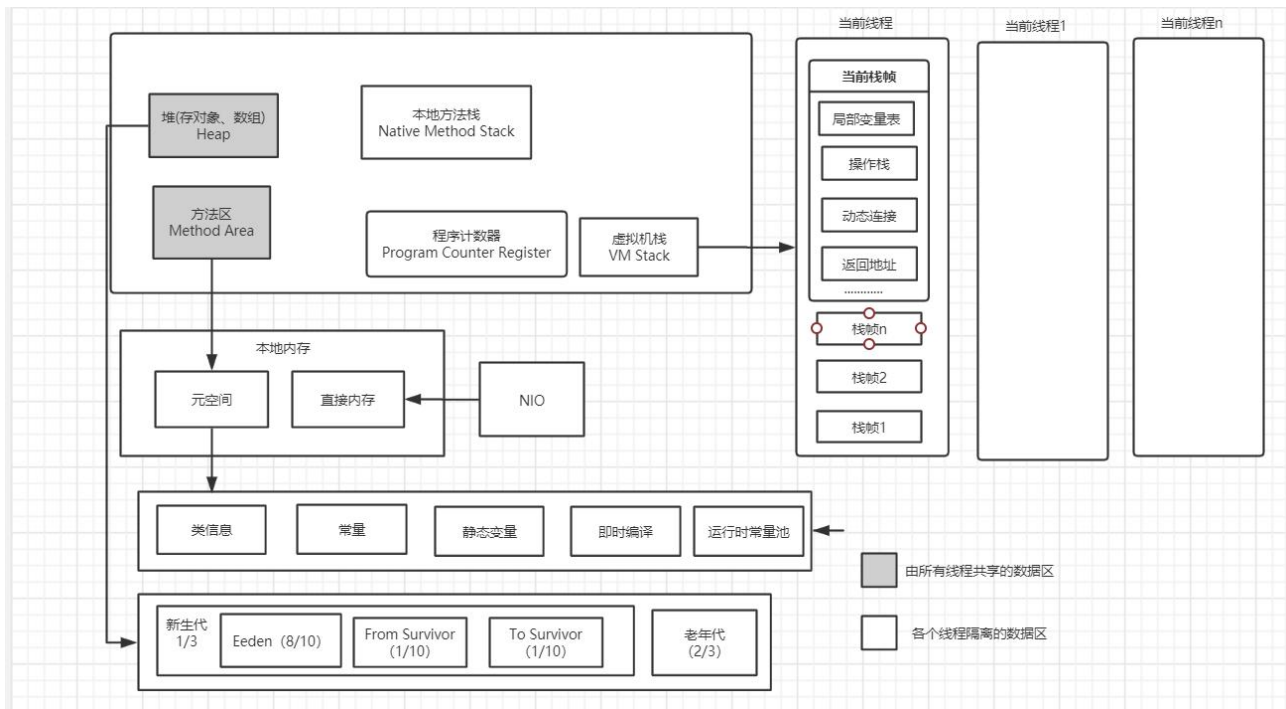 当前线程
当前线程1
当前线程n
当前栈帧
局部变量表
操作栈
动态连接
返回地址
............
栈帧n
栈帧2
栈帧1
堆(存对象、数组)
Heap
本地方法栈
Native Method Stack
方法区
Method Area
程序计数器
Program Counter Register
虚拟机栈
VM Stack
本地内存
元空间
直接内存
NIO
类信息
常量
静态变量
即时编译
运行时常量池
由所有线程共享的数据区
各个线程隔离的数据区
新生代
1/3
Eeden（8/10）
From Survivor
（1/10）
To Survivor
（1/10）
老年代
（2/3）